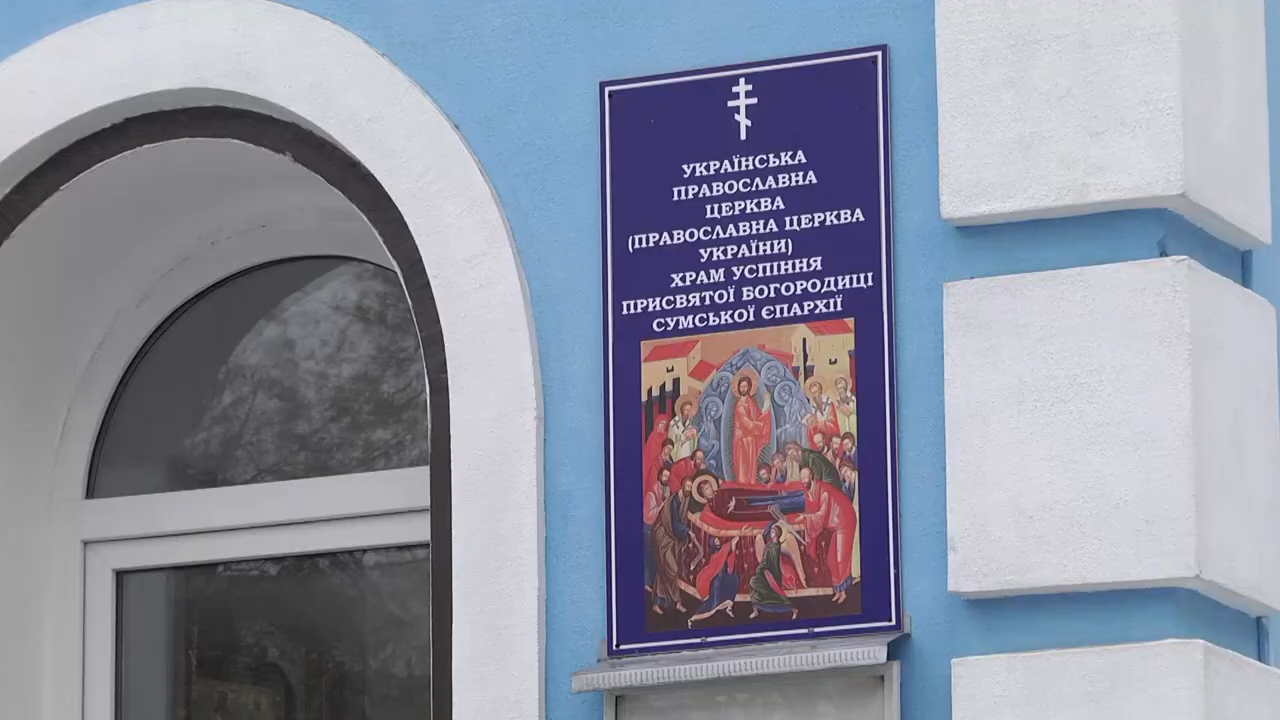 УКРАЇНСЬКА
ПРАВОСЛАВНА
ЦЕРКВА
(ПРАВОСЛАВНА ЦЕРКВА
УКРАЇНИ)
ХРАМ УСПІННЯ
ПРИСВЯТОЇ БОГОРОДИЦІ
СУМСЬКОЇ ЄПАРХІЇ